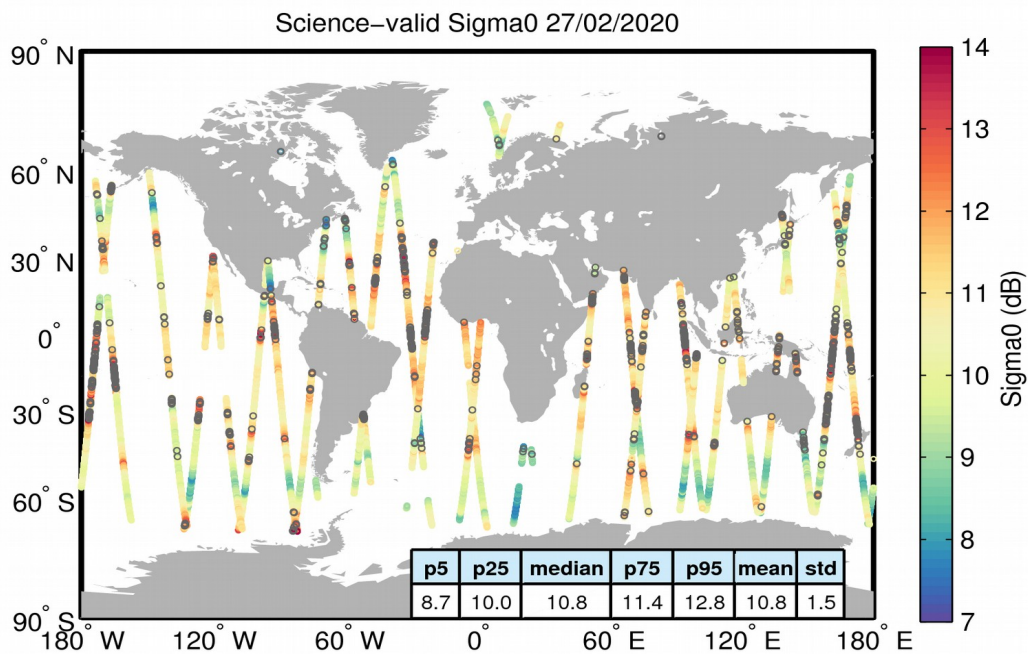 Science−valid Sigma0 27/02/2020
90° N
60° N
30° N
0°
30° S
60° S
90° S
180° W
120° W
60° W
0°
60° E
120° E
180° E
p5 p25 median p75 p95 mean std
8.7 10.0 10.8 11.4 12.8 10.8 1.5
14
13
12
11
10
9
8
7
Sigma0 (dB)